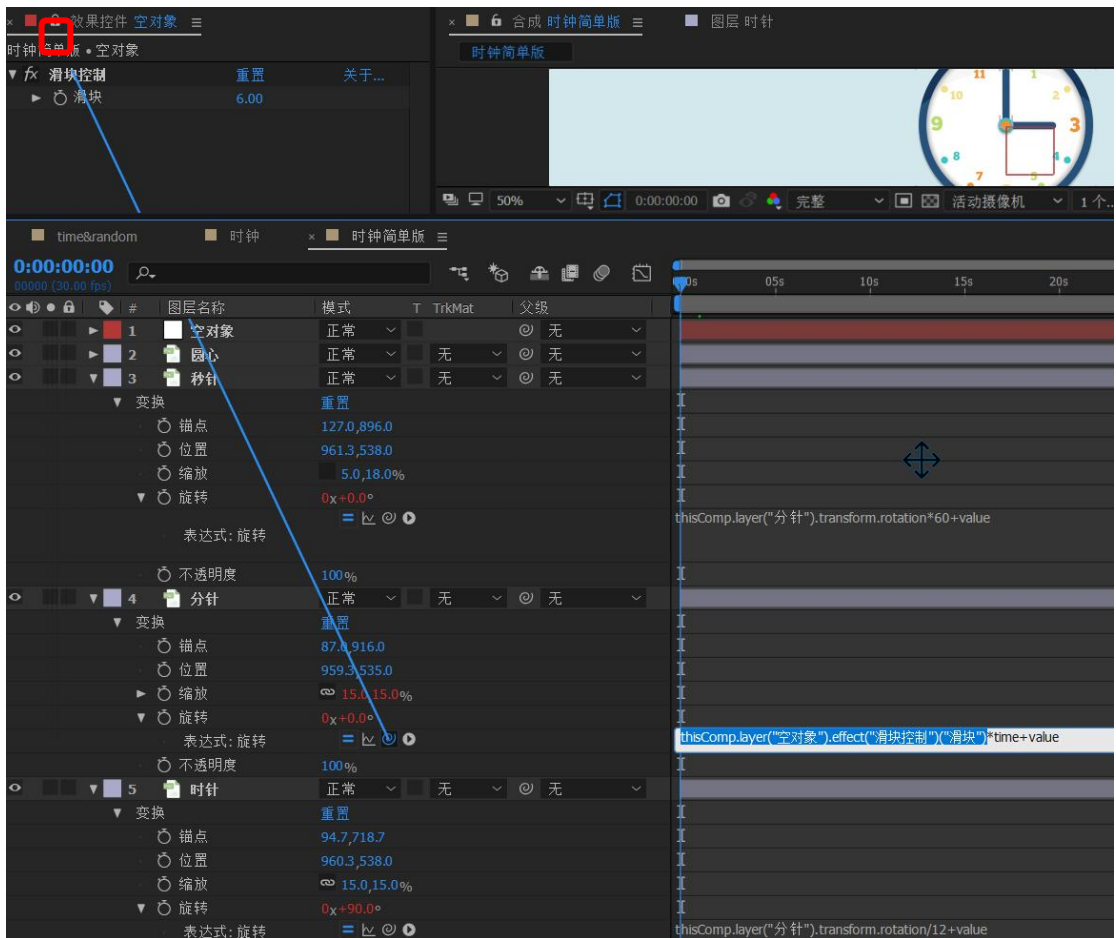 效果控件 空对象
时钟简单版 • 空对象
fx 滑块控制 重置 关于...
滑块 6.00
合成 时钟简单版
图层 时针
时钟简单版
11 1
10 2
9 3
8 4
7 5
50% 0:00:00:00 完整 活动摄像机 1个...
time&random 时钟 时钟简单版
0:00:00:00
00000 (30.00 fps)
05s 10s 15s 20s
# 图层名称 模式 T TrkMat 父级
1 空对象 正常 无
2 圆心 正常 无 无
3 秒针 正常 无 无
变换 重置
锚点 127.0,896.0
位置 961.3,538.0
缩放 5.0,18.0%
旋转 0x+0.0°
表达式: 旋转 thisComp.layer("分针").transform.rotation*60+value
不透明度 100%
4 分针 正常 无 无
变换 重置
锚点 87.0,916.0
位置 959.3,535.0
缩放 15.0,15.0%
旋转 0x+0.0°
表达式: 旋转 thisComp.layer("空对象").effect("滑块控制")("滑块")*time+value
不透明度 100%
5 时针 正常 无 无
变换 重置
锚点 94.7,718.7
位置 960.3,538.0
缩放 15.0,15.0%
旋转 0x+90.0°
表达式: 旋转 thisComp.layer("分针").transform.rotation/12+value